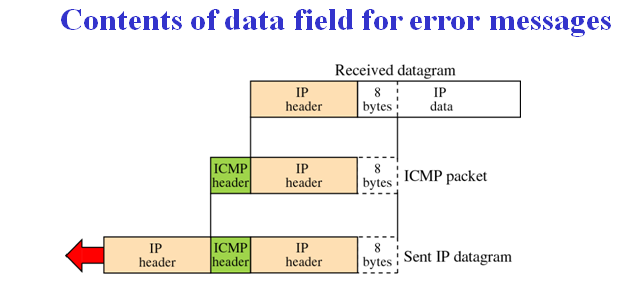 Contents of data field for error messages
Received datagram
IP header
8 bytes
IP data
ICMP header
IP header
8 bytes
ICMP packet
IP header
ICMP header
IP header
8 bytes
Sent IP datagram